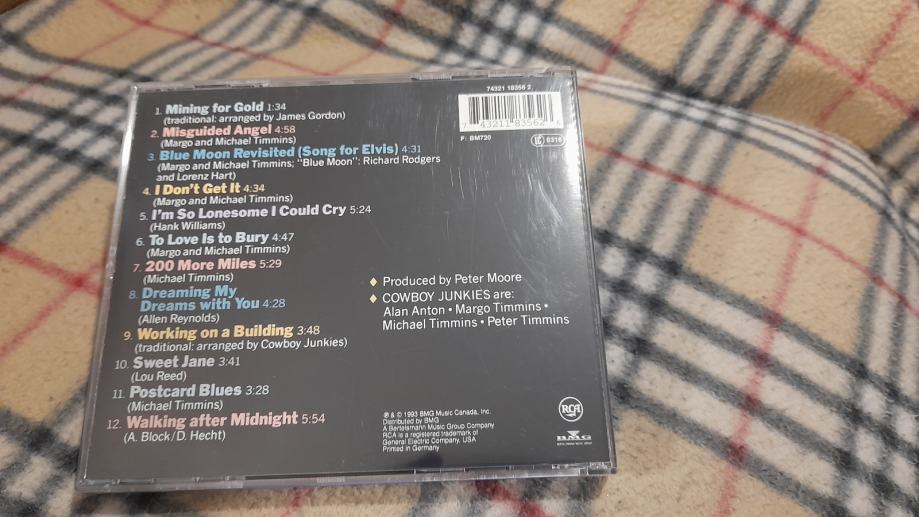 74321 18356 2
1. Mining for Gold 1:34
(traditional: arranged by James Gordon)
2. Misguided Angel 4:58
(Margo and Michael Timmins)
3. Blue Moon Revisited (Song for Elvis) 4:31
(Margo and Michael Timmins; "Blue Moon": Richard Rodgers
and Lorenz Hart)
4. I Don't Get It 4:34
(Margo and Michael Timmins)
5. I'm So Lonesome I Could Cry 5:24
(Hank Williams)
6. To Love Is to Bury 4:47
(Margo and Michael Timmins)
7. 200 More Miles 5:29
(Michael Timmins)
8. Dreaming My
Dreams with You 4:28
(Allen Reynolds)
9. Working on a Building 3:48
(traditional: arranged by Cowboy Junkies)
10. Sweet Jane 3:41
(Lou Reed)
11. Postcard Blues 3:28
(Michael Timmins)
12. Walking after Midnight 5:54
(A. Block/D. Hecht)
7 43211 83562 6
F: BM720
LC 0316
♦ Produced by Peter Moore
♦ COWBOY JUNKIES are:
Alan Anton • Margo Timmins •
Michael Timmins • Peter Timmins
℗ & © 1993 BMG Music Canada, Inc.
Distributed by BMG
A Bertelsmann Music Group Company
RCA is a registered trademark of
General Electric Company, USA
Printed in Germany
RCA
BMG